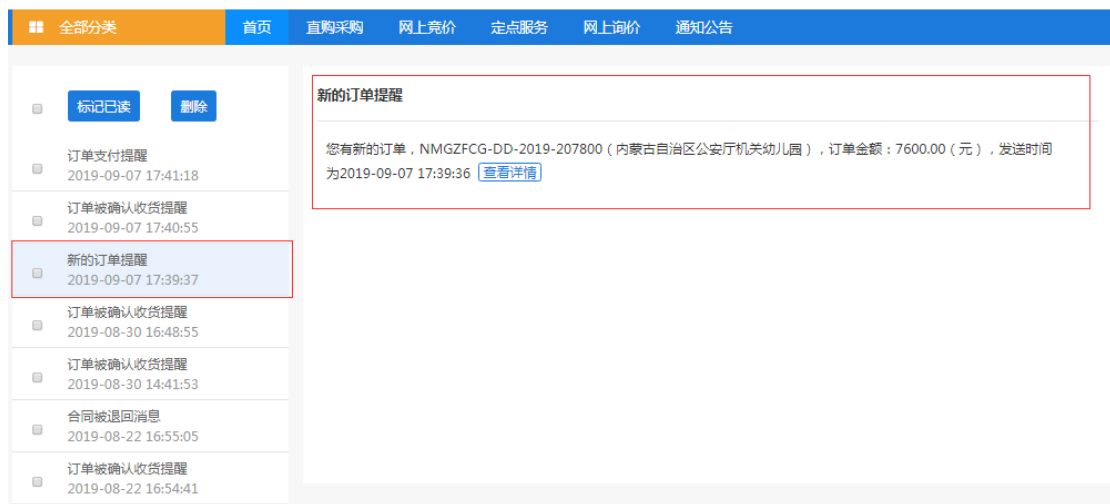 全部分类 首页 直购采购 网上竞价 定点服务 网上询价 通知公告
标记已读 删除
订单支付提醒
2019-09-07 17:41:18
订单被确认收货提醒
2019-09-07 17:40:55
新的订单提醒
2019-09-07 17:39:37
订单被确认收货提醒
2019-08-30 16:48:55
订单被确认收货提醒
2019-08-30 14:41:53
合同被退回消息
2019-08-22 16:55:05
订单被确认收货提醒
2019-08-22 16:54:41
新的订单提醒
您有新的订单，NMGZFCG-DD-2019-207800（内蒙古自治区公安厅机关幼儿园），订单金额：7600.00（元），发送时间
为2019-09-07 17:39:36 查看详情